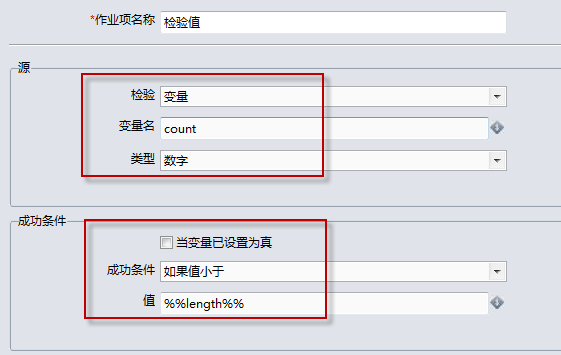 *作业项名称 检验值
源
检验 变量
变量名 count
类型 数字
成功条件
当变量已设置为真
成功条件 如果值小于
值 %%length%%